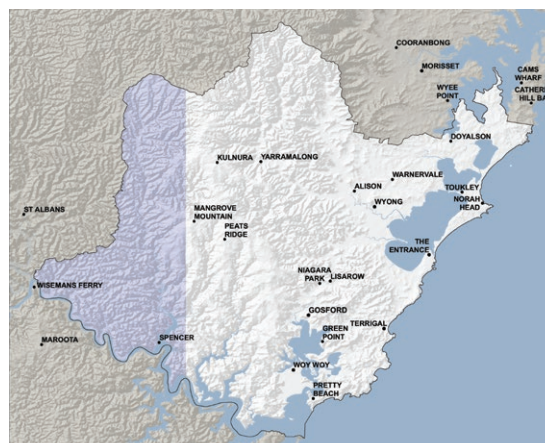 COORANBONG
MORISSET
CAMS
WHARF
WYEE
POINT
CATHERI
HILL BA
DOYALSON
KULNURA
YARRAMALONG
WARNERVALE
ALISON
TOUKLEY
WYONG
NORAH
HEAD
ST ALBANS
MANGROVE
MOUNTAIN
PEATS
RIDGE
THE
ENTRANCE
NIAGARA
PARK
LISAROW
WISEMANS FERRY
GOSFORD
TERRIGAL
GREEN
POINT
MAROOTA
SPENCER
WOY WOY
PRETTY
BEACH